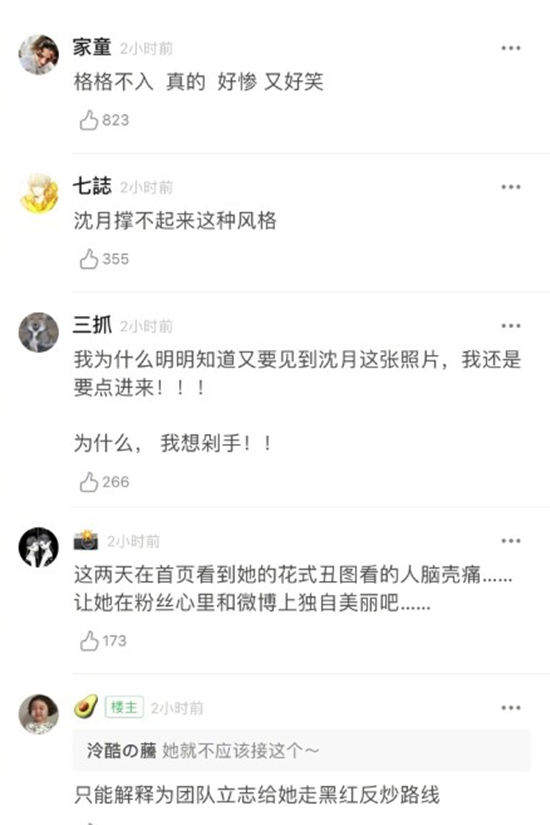 家童 2小时前
格格不入 真的 好惨 又好笑
823
七誌 2小时前
沈月撑不起来这种风格
355
三抓 2小时前
我为什么明明知道又要见到沈月这张照片，我还是
要点进来！！！
为什么， 我想剁手！！
266
2小时前
这两天在首页看到她的花式丑图看的人脑壳痛......
让她在粉丝心里和微博上独自美丽吧......
173
楼主 2小时前
泠酷の藤 她就不应该接这个～
只能解释为团队立志给她走黑红反炒路线